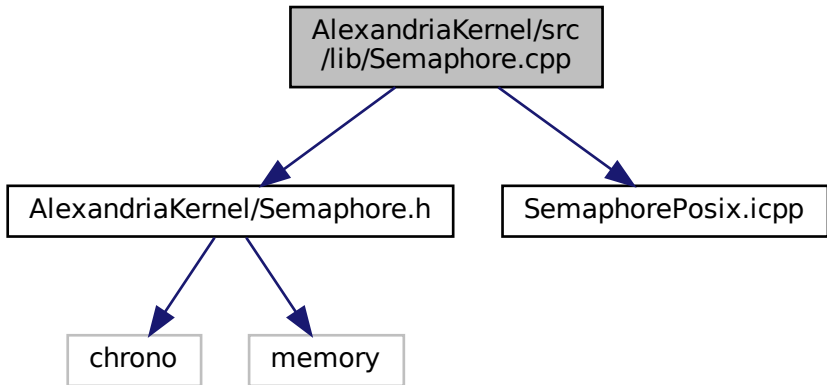 AlexandriaKernel/src
/lib/Semaphore.cpp
AlexandriaKernel/Semaphore.h
SemaphorePosix.icpp
chrono
memory